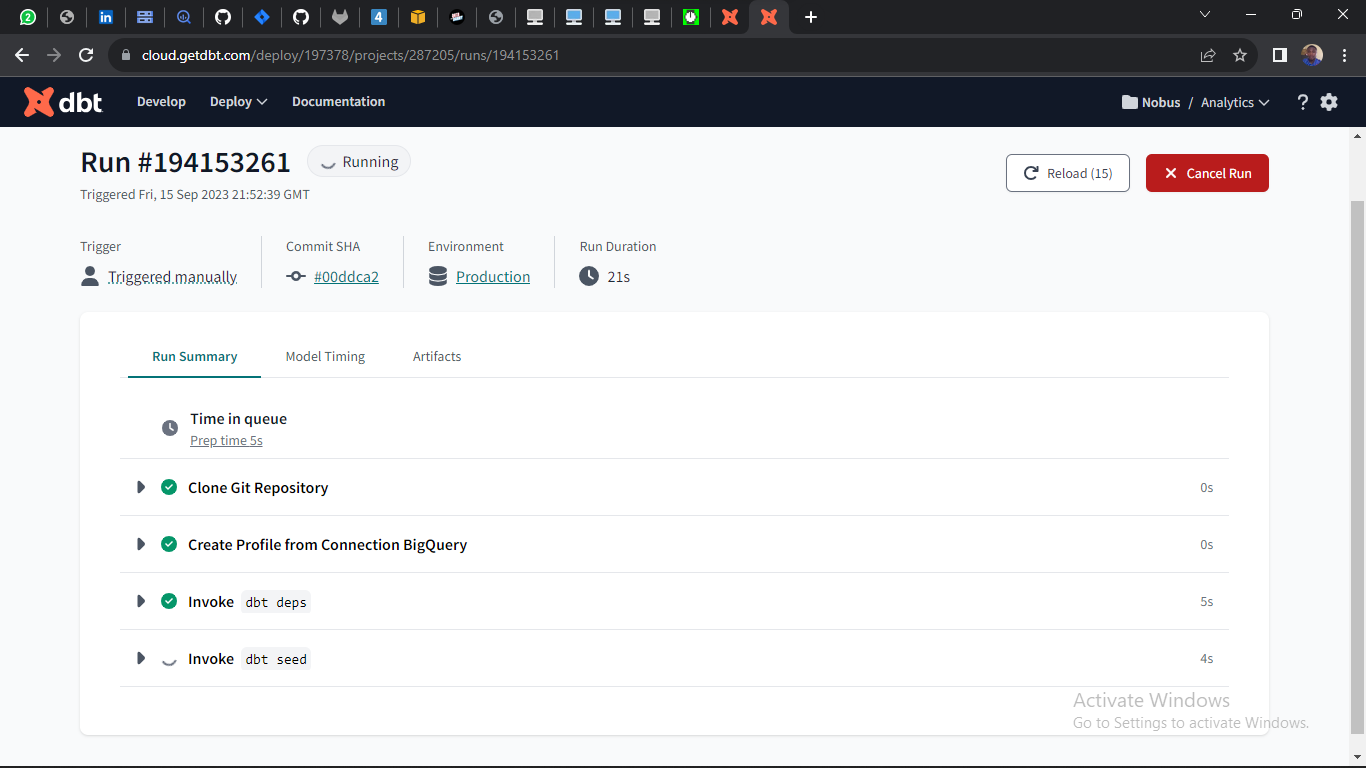 cloud.getdbt.com/deploy/197378/projects/287205/runs/194153261
dbt Develop Deploy Documentation Nobus / Analytics ?
Run #194153261 Running
Reload (15) Cancel Run
Triggered Fri, 15 Sep 2023 21:52:39 GMT
Trigger Commit SHA Environment Run Duration
Triggered manually #00ddca2 Production 21s
Run Summary Model Timing Artifacts
Time in queue
Prep time 5s
Clone Git Repository 0s
Create Profile from Connection BigQuery 0s
Invoke dbt deps 5s
Invoke dbt seed 4s
Activate Windows
Go to Settings to activate Windows.